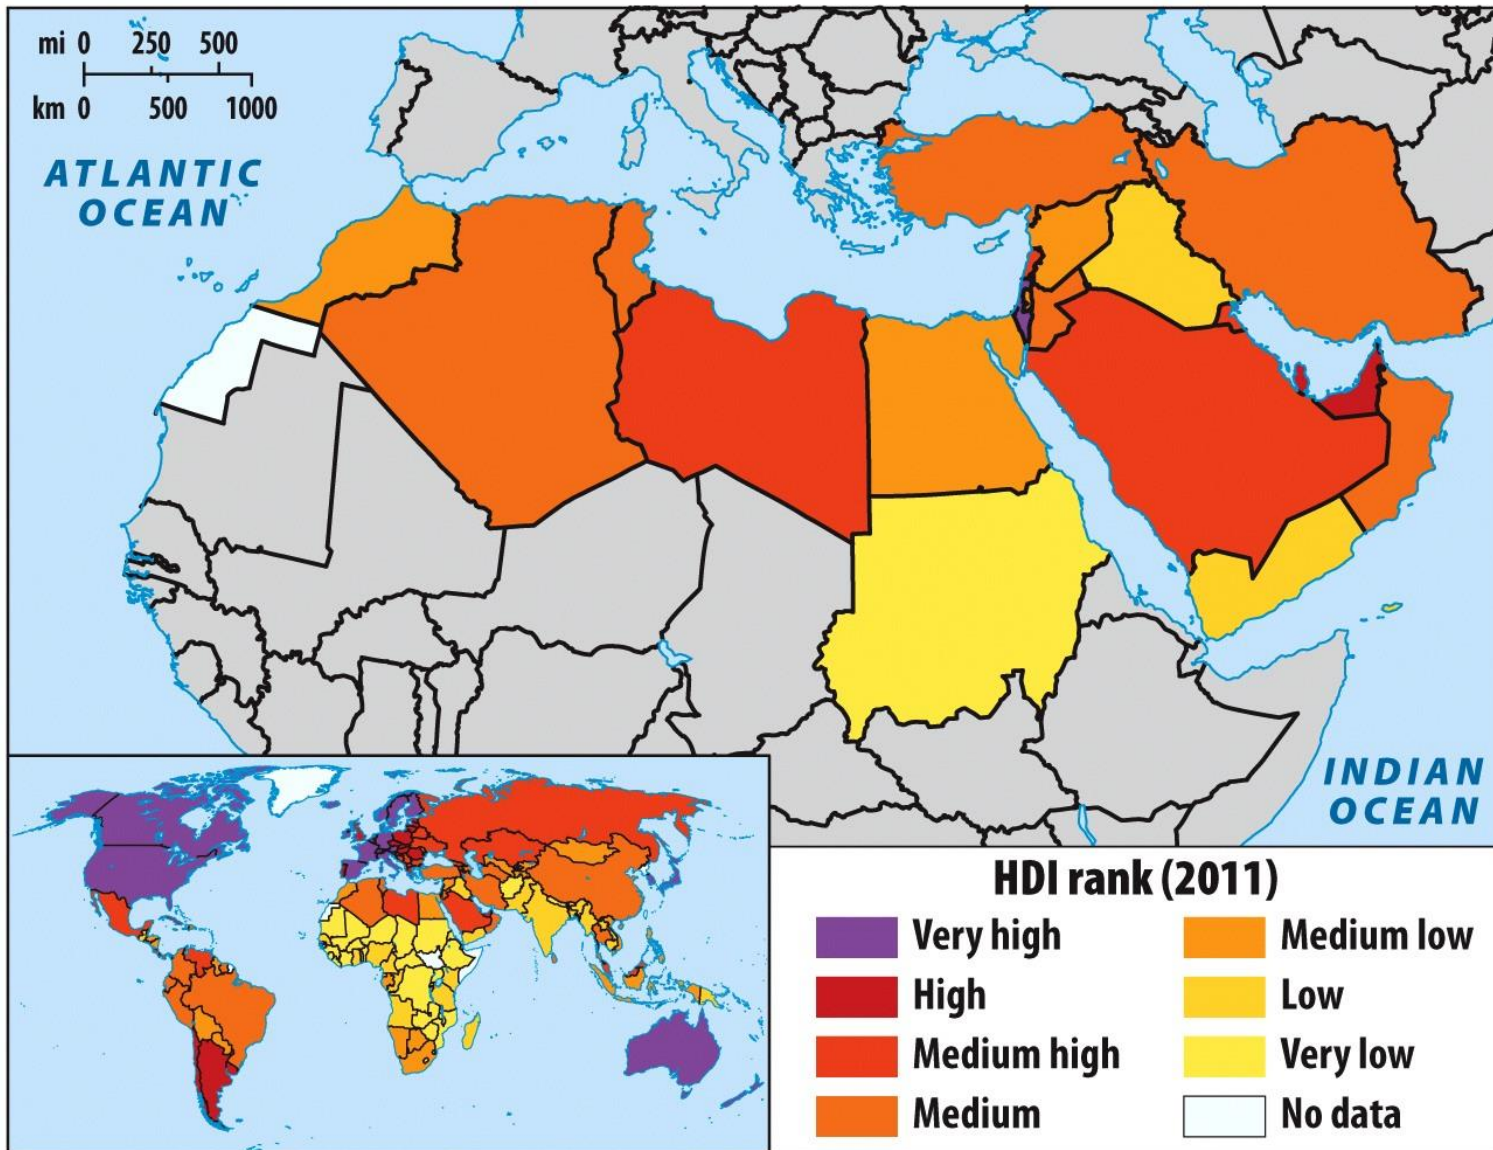 mi 0 250 500
km 0 500 1000
ATLANTIC
OCEAN
INDIAN
OCEAN
HDI rank (2011)
Very high
High
Medium high
Medium
Medium low
Low
Very low
No data